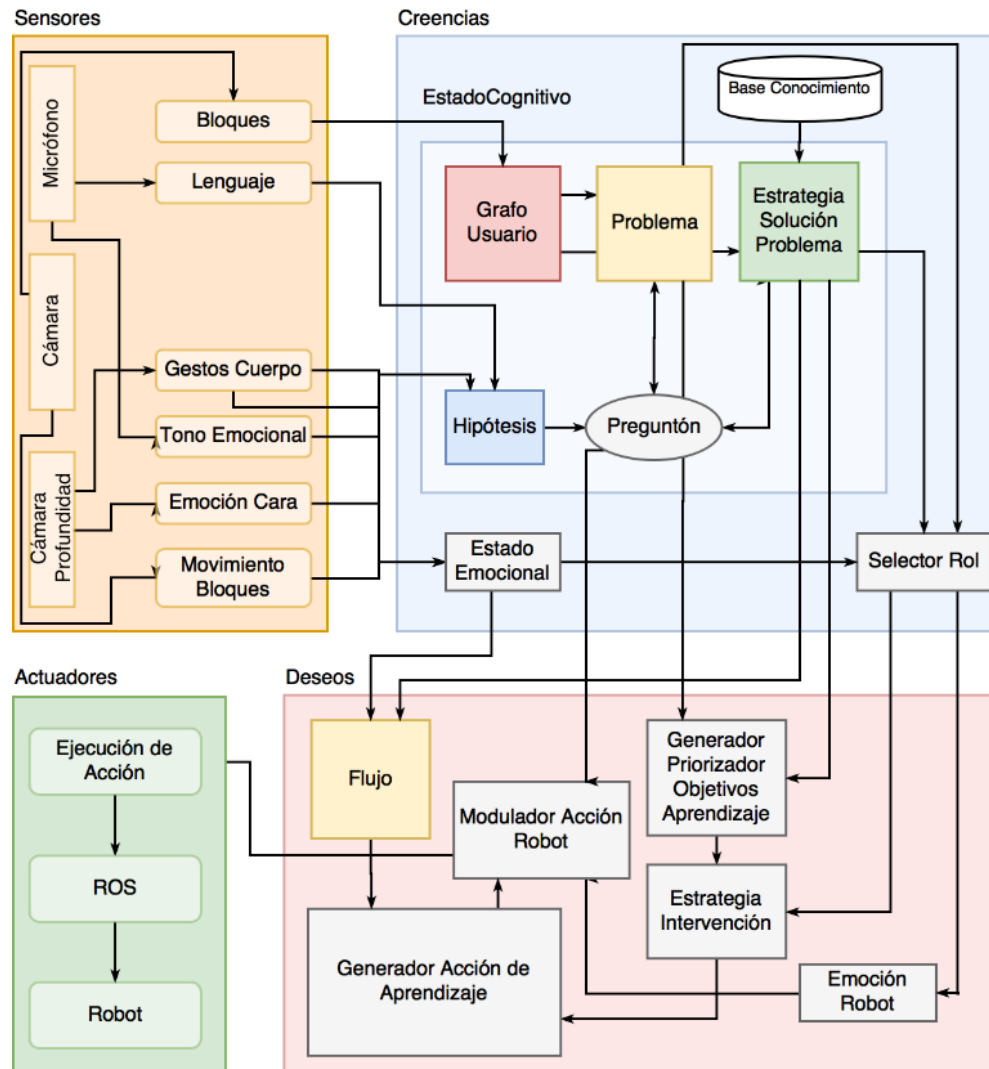 Sensores
Micrófono
Cámara
Cámara
Profundidad
Bloques
Lenguaje
Gestos Cuerpo
Tono Emocional
Emoción Cara
Movimiento
Bloques
Creencias
EstadoCognitivo
Base Conocimiento
Grafo
Usuario
Problema
Estrategia
Solución
Problema
Hipótesis
Preguntón
Estado
Emocional
Selector Rol
Actuadores
Ejecución de
Acción
ROS
Robot
Deseos
Flujo
Modulador Acción
Robot
Generador
Priorizador
Objetivos
Aprendizaje
Estrategia
Intervención
Generador Acción de
Aprendizaje
Emoción
Robot